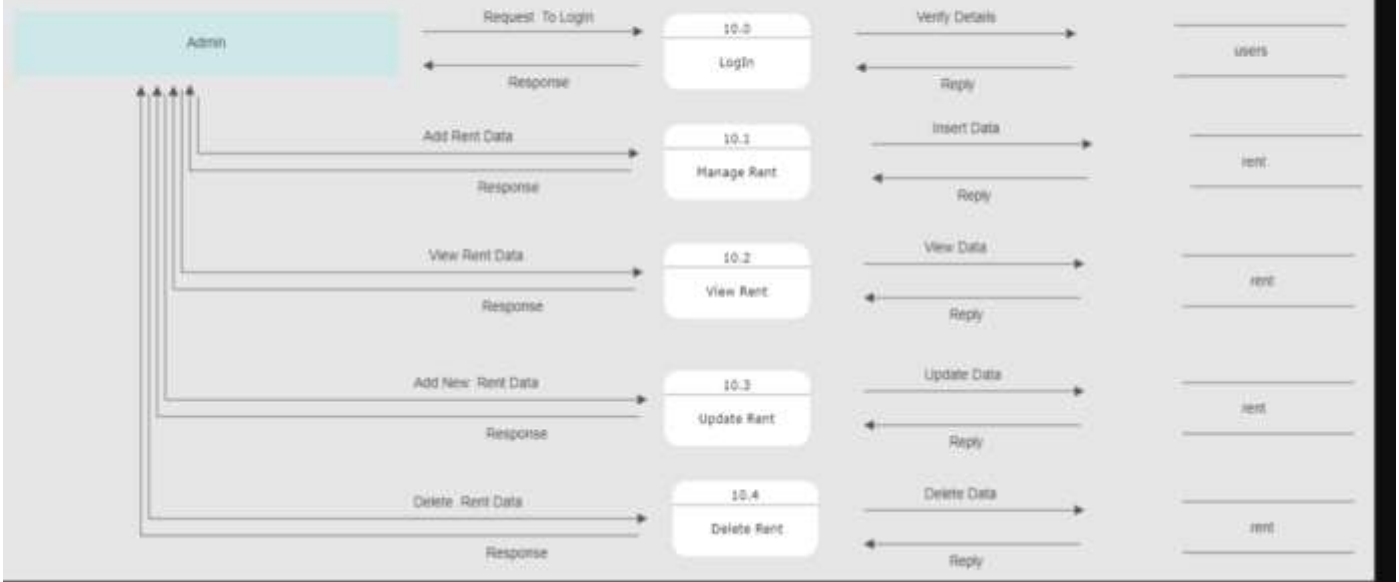 Request To LogIn
Verify Details
10.0
Admin
LogIn
users
Response
Reply
Add Rent Data
Insert Data
10.1
Manage Rent
rent
Response
Reply
View Rent Data
View Data
10.2
View Rent
rent
Response
Reply
Add New Rent Data
Update Data
10.3
Update Rent
rent
Response
Reply
Delete Rent Data
Delete Data
10.4
Delete Rent
rent
Response
Reply